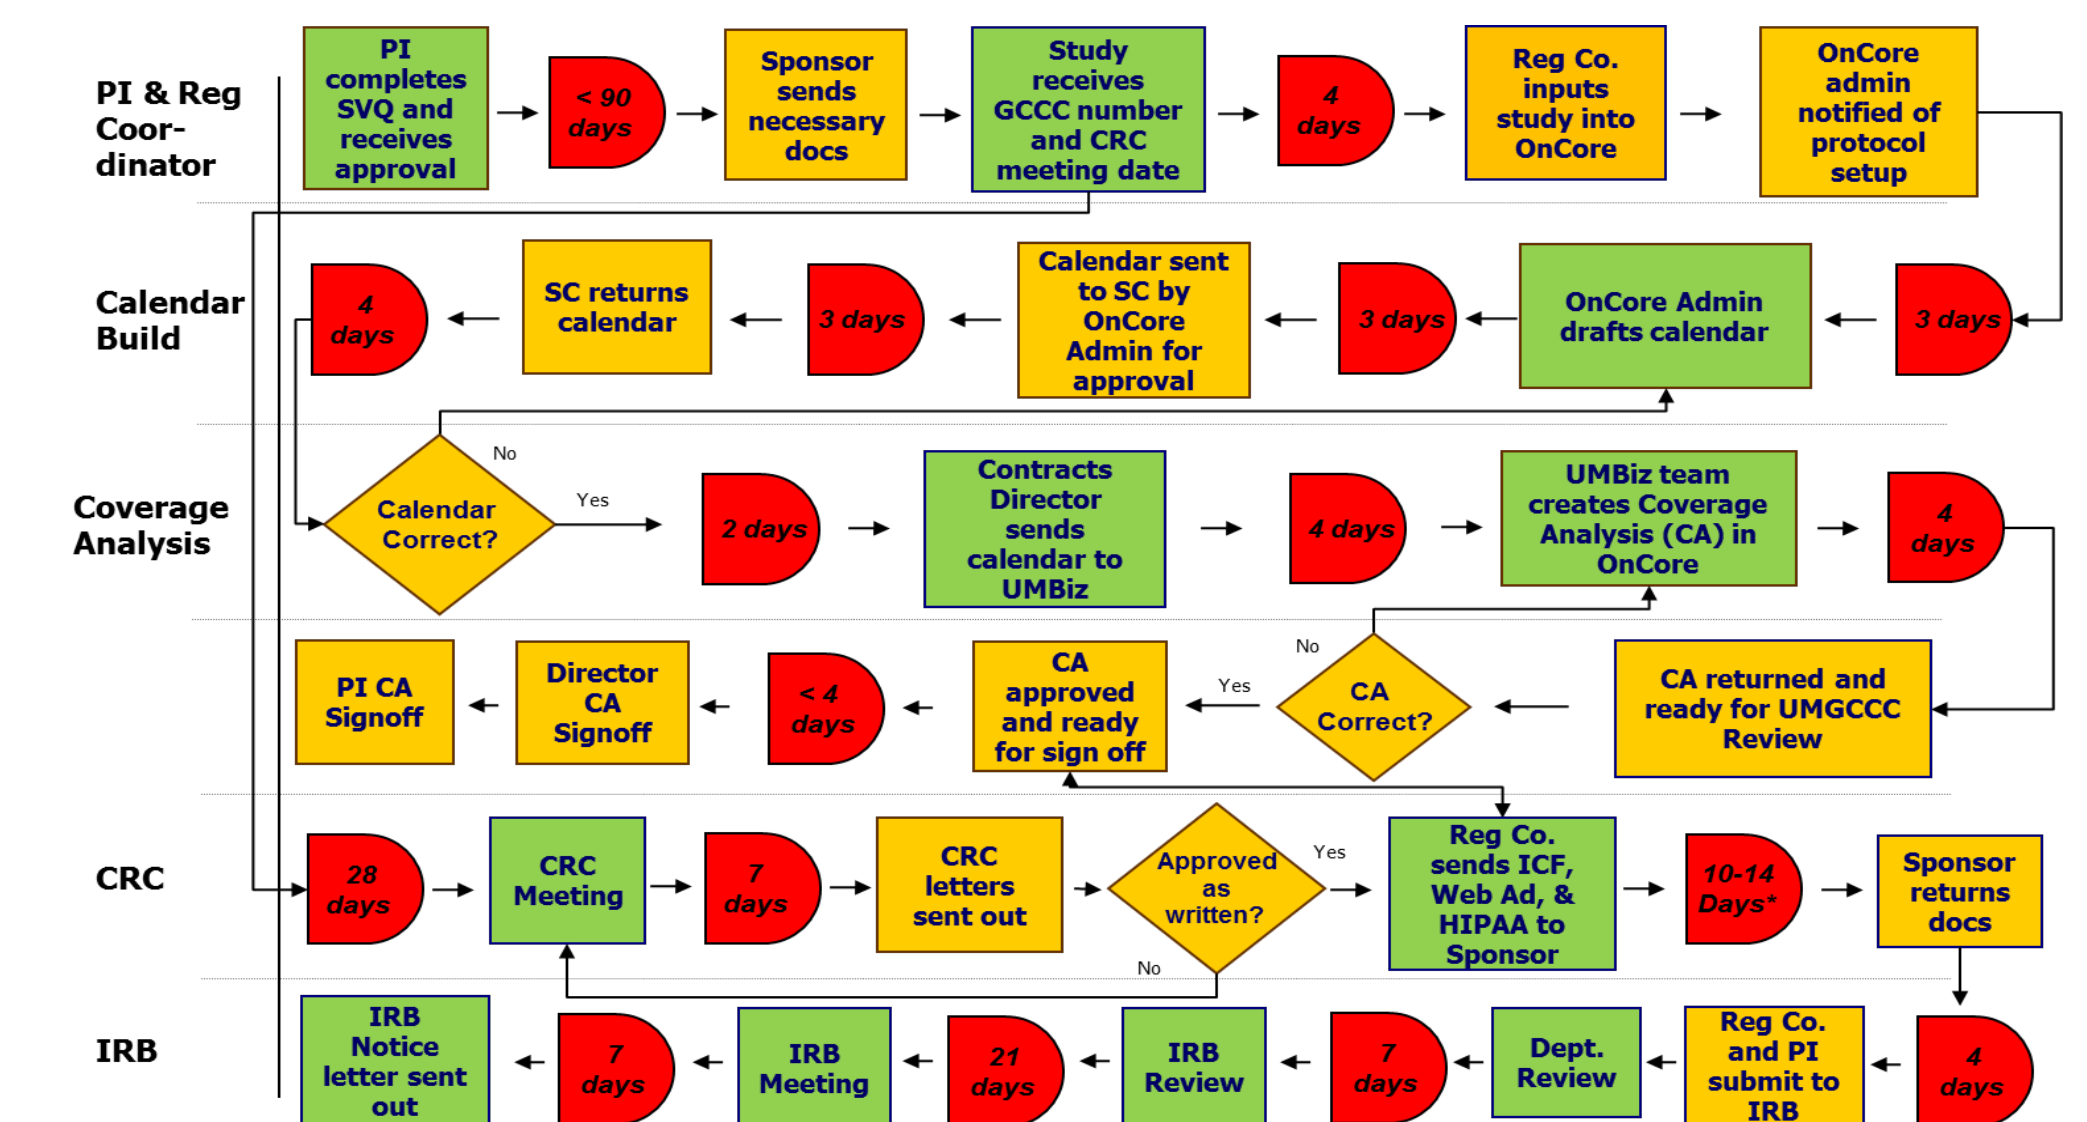 PI & Reg
Coor-
dinator
PI
completes
SVQ and
receives
approval
< 90
days
Sponsor
sends
necessary
docs
Study
receives
GCCC number
and CRC
meeting date
4
days
Reg Co.
inputs
study into
OnCore
OnCore
admin
notified of
protocol
setup
Calendar
Build
4
days
SC returns
calendar
3 days
Calendar sent
to SC by
OnCore
Admin for
approval
3 days
OnCore Admin
drafts calendar
3 days
Coverage
Analysis
Calendar
Correct?
No
Yes
2 days
Contracts
Director
sends
calendar to
UMBiz
4 days
UMBiz team
creates Coverage
Analysis (CA) in
OnCore
4
days
PI CA
Signoff
Director
CA
Signoff
< 4
days
CA
approved
and ready
for sign off
Yes
No
CA
Correct?
CA returned and
ready for UMGCCC
Review
CRC
28
days
CRC
Meeting
7
days
CRC
letters
sent out
Approved
as
written?
Yes
No
Reg Co.
sends ICF,
Web Ad, &
HIPAA to
Sponsor
10-14
Days*
Sponsor
returns
docs
IRB
IRB
Notice
letter sent
out
7
days
IRB
Meeting
21
days
IRB
Review
7
days
Dept.
Review
Reg Co.
and PI
submit to
IRB
4
days